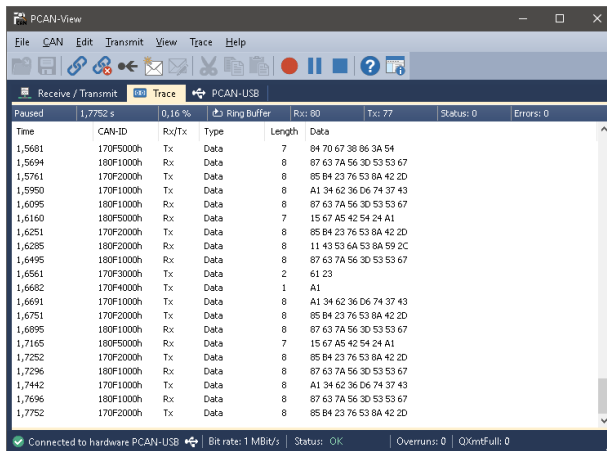 PCAN-View
File CAN Edit Transmit View Trace Help
Receive / Transmit Trace PCAN-USB
Paused 1,7752 s 0,16 % Ring Buffer Rx: 80 Tx: 77 Status: 0 Errors: 0
Time CAN-ID Rx/Tx Type Length Data
1,5681 170F5000h Tx Data 7 84 70 67 38 86 3A 54
1,5694 180F1000h Rx Data 8 87 63 7A 56 3D 53 53 67
1,5761 170F2000h Tx Data 8 85 B4 23 76 53 8A 42 2D
1,5950 170F1000h Tx Data 8 A1 34 62 36 D6 74 37 43
1,6095 180F1000h Rx Data 8 87 63 7A 56 3D 53 53 67
1,6160 180F5000h Rx Data 7 15 67 A5 42 54 24 A1
1,6251 170F2000h Tx Data 8 85 B4 23 76 53 8A 42 2D
1,6285 180F2000h Rx Data 8 11 43 53 6A 53 8A 59 2C
1,6495 180F1000h Rx Data 8 87 63 7A 56 3D 53 53 67
1,6561 170F3000h Tx Data 2 61 23
1,6682 170F4000h Tx Data 1 A1
1,6691 170F1000h Tx Data 8 A1 34 62 36 D6 74 37 43
1,6751 170F2000h Tx Data 8 85 B4 23 76 53 8A 42 2D
1,6895 180F1000h Rx Data 8 87 63 7A 56 3D 53 53 67
1,7165 180F5000h Rx Data 7 15 67 A5 42 54 24 A1
1,7252 170F2000h Tx Data 8 85 B4 23 76 53 8A 42 2D
1,7296 180F1000h Rx Data 8 87 63 7A 56 3D 53 53 67
1,7442 170F1000h Tx Data 8 A1 34 62 36 D6 74 37 43
1,7696 180F1000h Rx Data 8 87 63 7A 56 3D 53 53 67
1,7752 170F2000h Tx Data 8 85 B4 23 76 53 8A 42 2D
Connected to hardware PCAN-USB Bit rate: 1 MBit/s Status: OK Overruns: 0 QXmtFull: 0